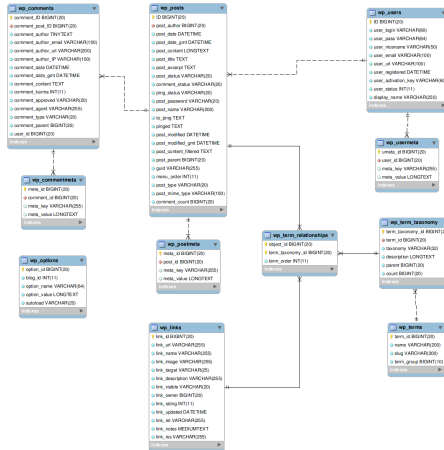 wp_comments
comment_ID BIGINT(20)
comment_post_ID BIGINT(20)
comment_author TINYTEXT
comment_author_email VARCHAR(100)
comment_author_url VARCHAR(200)
comment_author_IP VARCHAR(100)
comment_date DATETIME
comment_date_gmt DATETIME
comment_content TEXT
comment_karma INT(11)
comment_approved VARCHAR(20)
comment_agent VARCHAR(255)
comment_type VARCHAR(20)
comment_parent BIGINT(20)
user_id BIGINT(20)
Indexes
wp_posts
ID BIGINT(20)
post_author BIGINT(20)
post_date DATETIME
post_date_gmt DATETIME
post_content LONGTEXT
post_title TEXT
post_excerpt TEXT
post_status VARCHAR(20)
comment_status VARCHAR(20)
ping_status VARCHAR(20)
post_password VARCHAR(20)
post_name VARCHAR(200)
to_ping TEXT
pinged TEXT
post_modified DATETIME
post_modified_gmt DATETIME
post_content_filtered TEXT
post_parent BIGINT(20)
guid VARCHAR(255)
menu_order INT(11)
post_type VARCHAR(20)
post_mime_type VARCHAR(100)
comment_count BIGINT(20)
Indexes
wp_users
ID BIGINT(20)
user_login VARCHAR(60)
user_pass VARCHAR(64)
user_nicename VARCHAR(50)
user_email VARCHAR(100)
user_url VARCHAR(100)
user_registered DATETIME
user_activation_key VARCHAR(60
user_status INT(11)
display_name VARCHAR(250)
Indexes
wp_usermeta
umeta_id BIGINT(20)
user_id BIGINT(20)
meta_key VARCHAR(255)
meta_value LONGTEXT
Indexes
wp_commentmeta
meta_id BIGINT(20)
comment_id BIGINT(20)
meta_key VARCHAR(255)
meta_value LONGTEXT
Indexes
wp_options
option_id BIGINT(20)
blog_id INT(11)
option_name VARCHAR(64)
option_value LONGTEXT
autoload VARCHAR(20)
Indexes
wp_postmeta
meta_id BIGINT(20)
post_id BIGINT(20)
meta_key VARCHAR(255)
meta_value LONGTEXT
Indexes
wp_term_relationships
object_id BIGINT(20)
term_taxonomy_id BIGINT(20)
term_order INT(11)
Indexes
wp_term_taxonomy
term_taxonomy_id BIGINT(2
term_id BIGINT(20)
taxonomy VARCHAR(32)
description LONGTEXT
parent BIGINT(20)
count BIGINT(20)
Indexes
wp_links
link_id BIGINT(20)
link_url VARCHAR(255)
link_name VARCHAR(255)
link_image VARCHAR(255)
link_target VARCHAR(25)
link_description VARCHAR(255)
link_visible VARCHAR(20)
link_owner BIGINT(20)
link_rating INT(11)
link_updated DATETIME
link_rel VARCHAR(255)
link_notes MEDIUMTEXT
link_rss VARCHAR(255)
Indexes
wp_terms
term_id BIGINT(20)
name VARCHAR(200)
slug VARCHAR(200)
term_group BIGINT(10)
Indexes